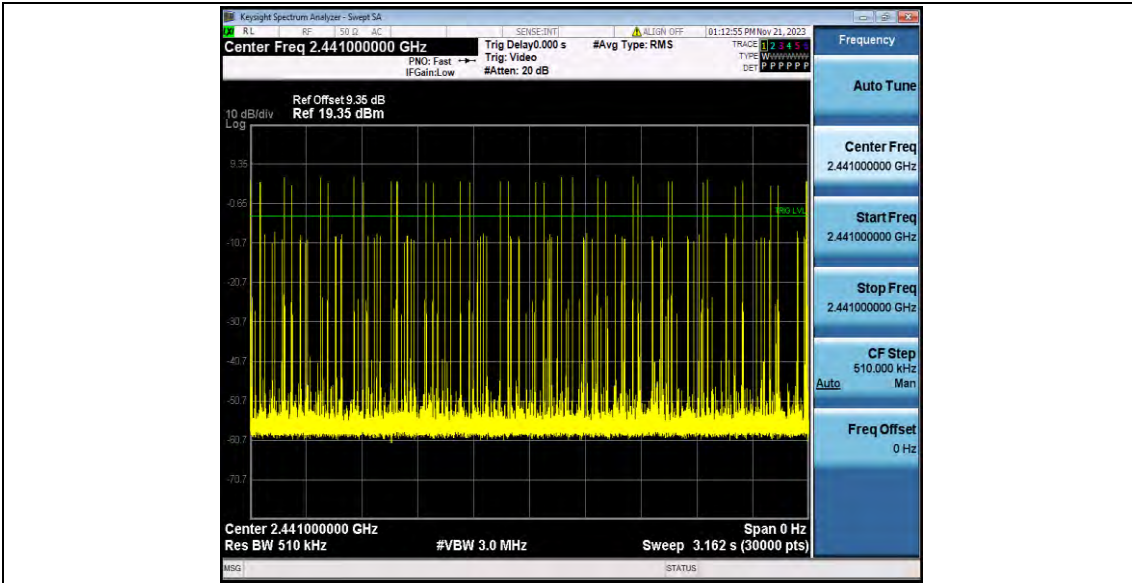 Keysight Spectrum Analyzer - Swept SA
RL RF 50 Ω AC SENSE:INT ALIGN OFF 01:12:55 PM Nov 21, 2023
Center Freq 2.441000000 GHz
Trig Delay0.000 s #Avg Type: RMS
TRACE 1 2 3 4 5 6
PNO: Fast Trig: Video
TYPE W
IFGain:Low #Atten: 20 dB
DET P P P P P P
Frequency
Auto Tune
Ref Offset 9.35 dB
10 dB/div Ref 19.35 dBm
Log
9.35
-0.65
TRIG LVL
-10.7
-20.7
-30.7
-40.7
-50.7
-60.7
-70.7
Center 2.441000000 GHz Span 0 Hz
Res BW 510 kHz #VBW 3.0 MHz Sweep 3.162 s (30000 pts)
Center Freq
2.441000000 GHz
Start Freq
2.441000000 GHz
Stop Freq
2.441000000 GHz
CF Step
510.000 kHz
Auto Man
Freq Offset
0 Hz
MSG STATUS